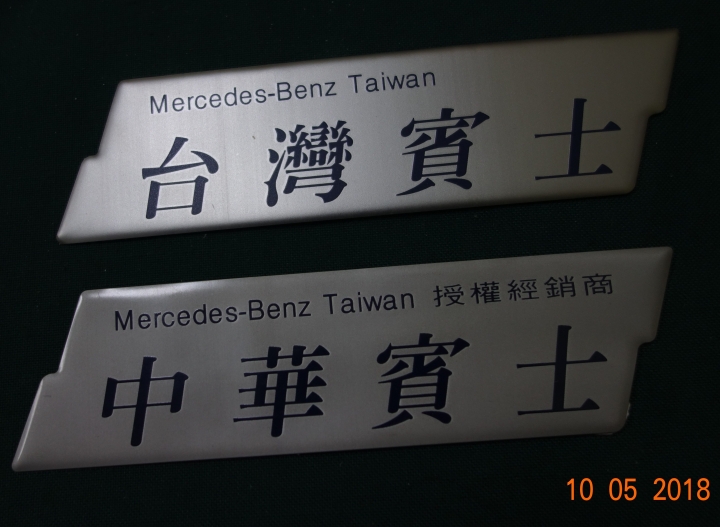 Mercedes-Benz Taiwan
台灣賓士
Mercedes-Benz Taiwan 授權經銷商
中華賓士
10 05 2018